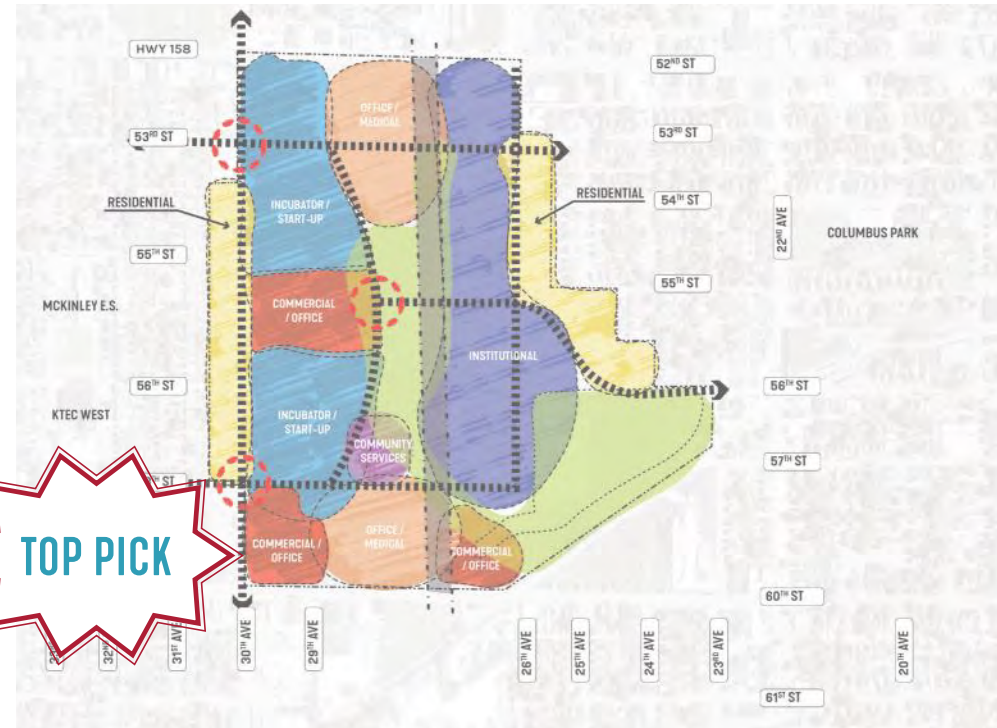 HWY 158
52ND ST
OFFICE /
MEDICAL
53RD ST
53RD ST
RESIDENTIAL
RESIDENTIAL
54TH ST
INCUBATOR /
START-UP
22ND AVE
COLUMBUS PARK
55TH ST
55TH ST
MCKINLEY E.S.
COMMERCIAL
/ OFFICE
INSTITUTIONAL
56TH ST
56TH ST
KTEC WEST
INCUBATOR /
START-UP
COMMUNITY
SERVICES
57TH ST
ST
TOP PICK
COMMERCIAL /
OFFICE
OFFICE /
MEDICAL
TOMMERCIAL
/ OFFICE
60TH ST
31ST AVE
30TH AVE
29TH AVE
26TH AVE
25TH AVE
24TH AVE
23RD AVE
20TH AVE
61ST ST